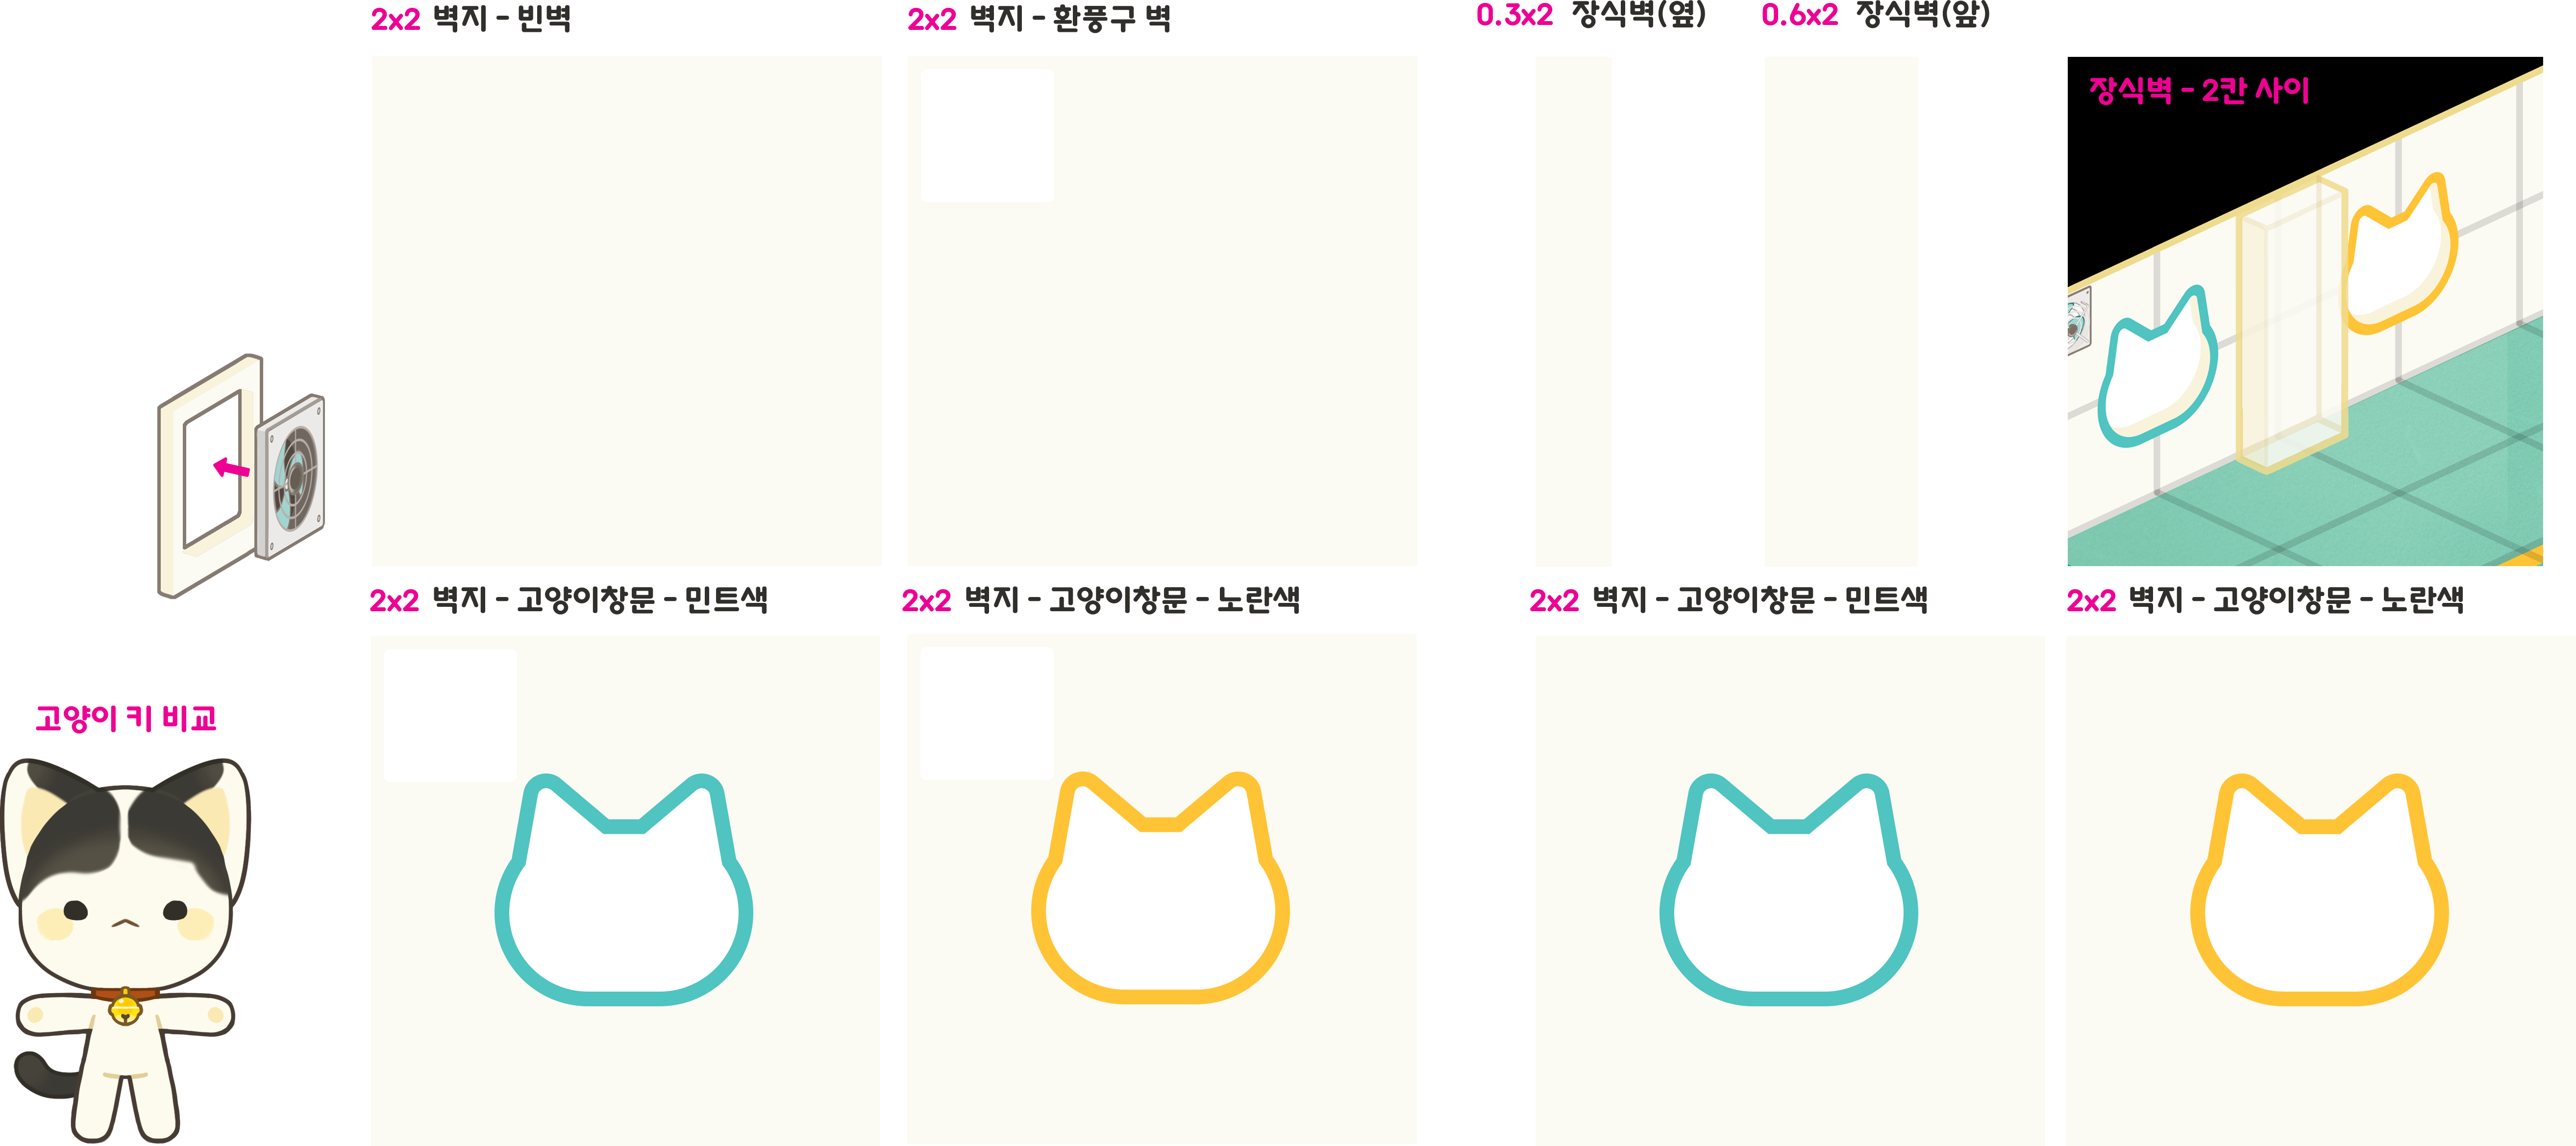 2x2 벽지 - 빈벽
2x2 벽지 - 환풍구 벽
0.3x2 장식벽(옆)
0.6x2 장식벽(앞)
장식벽 - 2칸 사이
2x2 벽지 - 고양이창문 - 민트색
2x2 벽지 - 고양이창문 - 노란색
2x2 벽지 - 고양이창문 - 민트색
2x2 벽지 - 고양이창문 - 노란색
고양이 키 비교